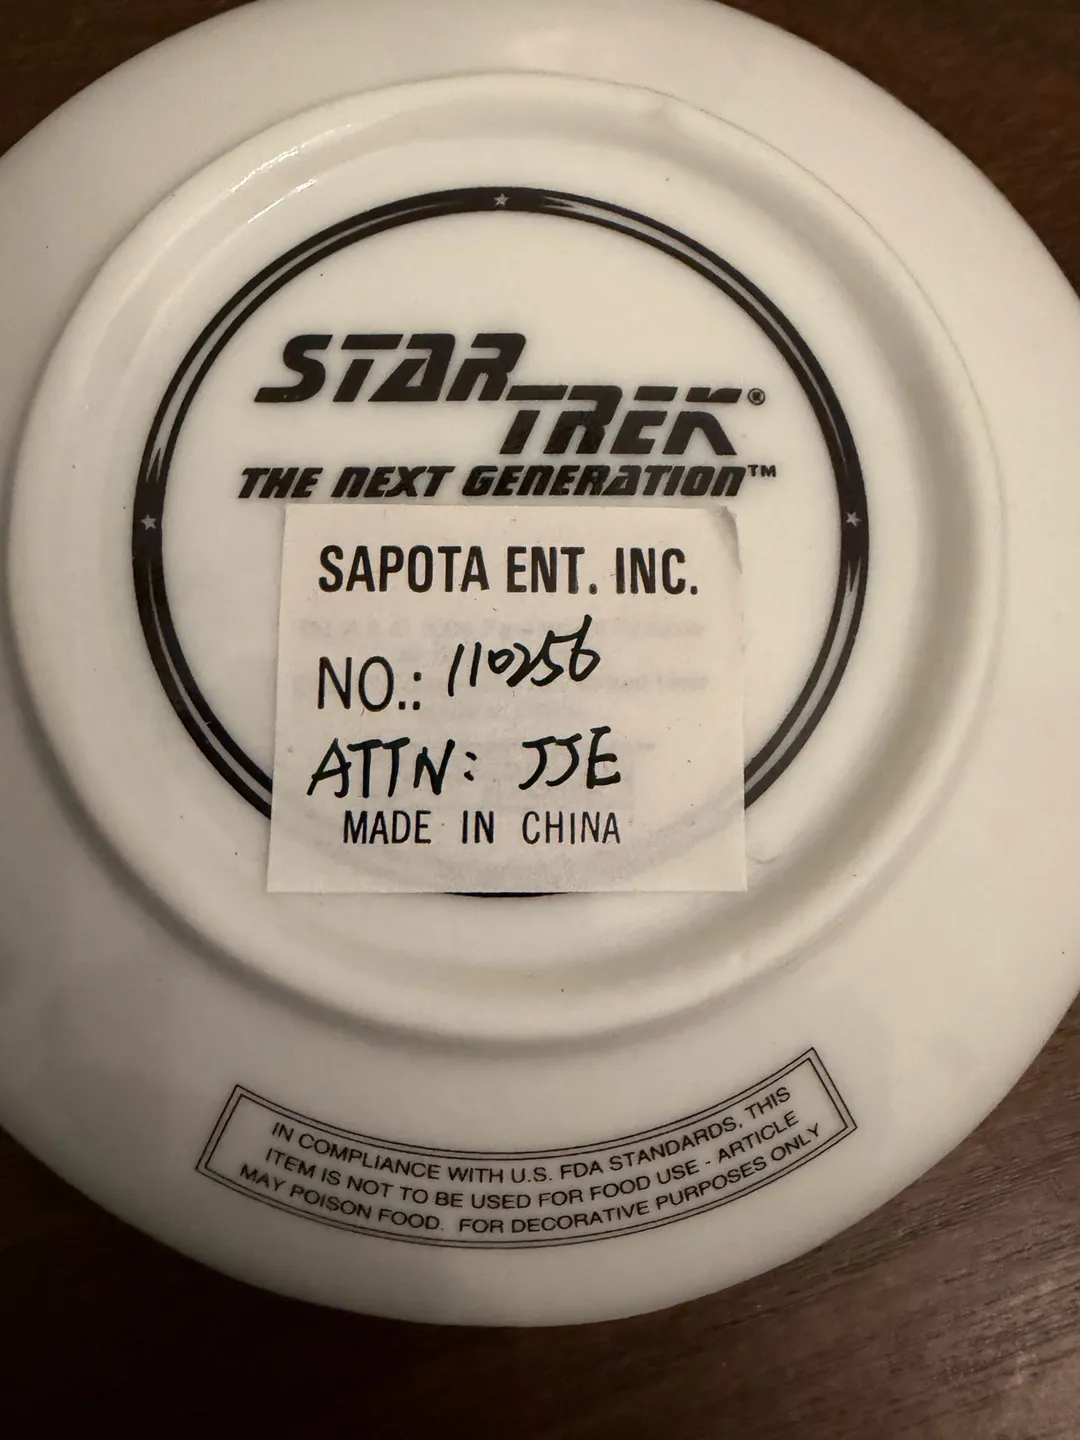 STAR
TREK®
THE NEXT GENERATION™
SAPOTA ENT. INC.
NO.: 110256
ATTN: JJE
MADE IN CHINA
IN COMPLIANCE WITH U.S. FDA STANDARDS, THIS
ITEM IS NOT TO BE USED FOR FOOD USE - ARTICLE
MAY POISON FOOD. FOR DECORATIVE PURPOSES ONLY